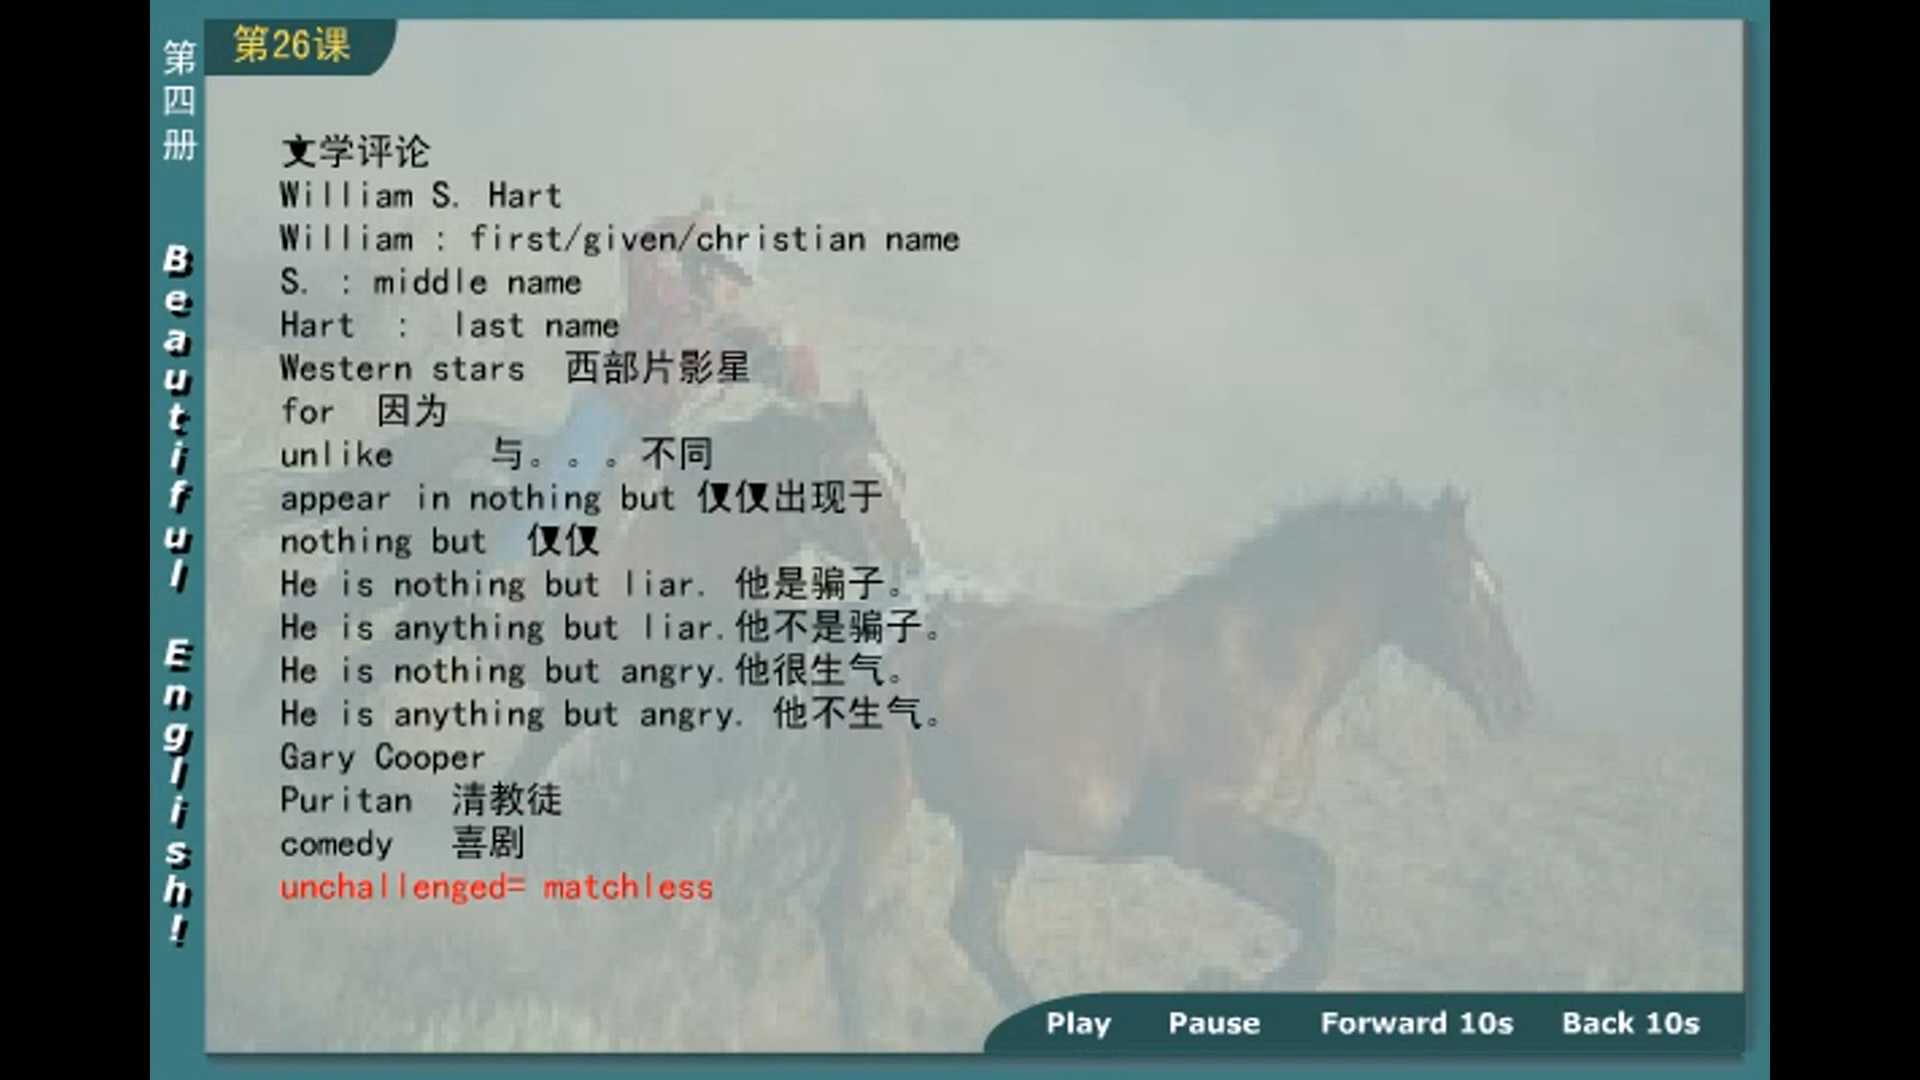 第四册
Beautiful English!
第26课
文学评论
William S. Hart
William : first/given/christian name
S. : middle name
Hart : last name
Western stars 西部片影星
for 因为
unlike 与。。。不同
appear in nothing but 仅仅出现于
nothing but 仅仅
He is nothing but liar. 他是骗子。
He is anything but liar.他不是骗子。
He is nothing but angry.他很生气。
He is anything but angry. 他不生气。
Gary Cooper
Puritan 清教徒
comedy 喜剧
unchallenged= matchless
Play Pause Forward 10s Back 10s